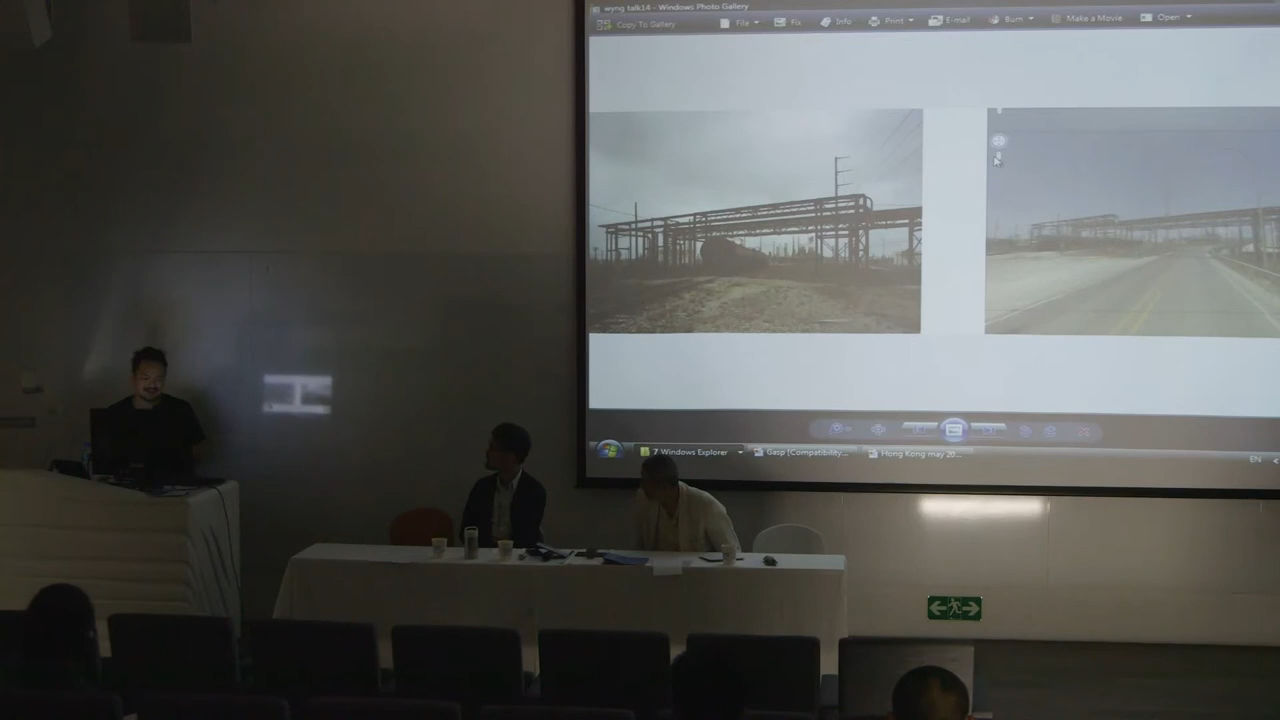 wyng talk14 - Windows Photo Gallery
Copy To Gallery File Fix Info Print E-mail Burn Make a Movie Open
7 Windows Explorer Gasp [Compatibility... Hong Kong may 20... EN <